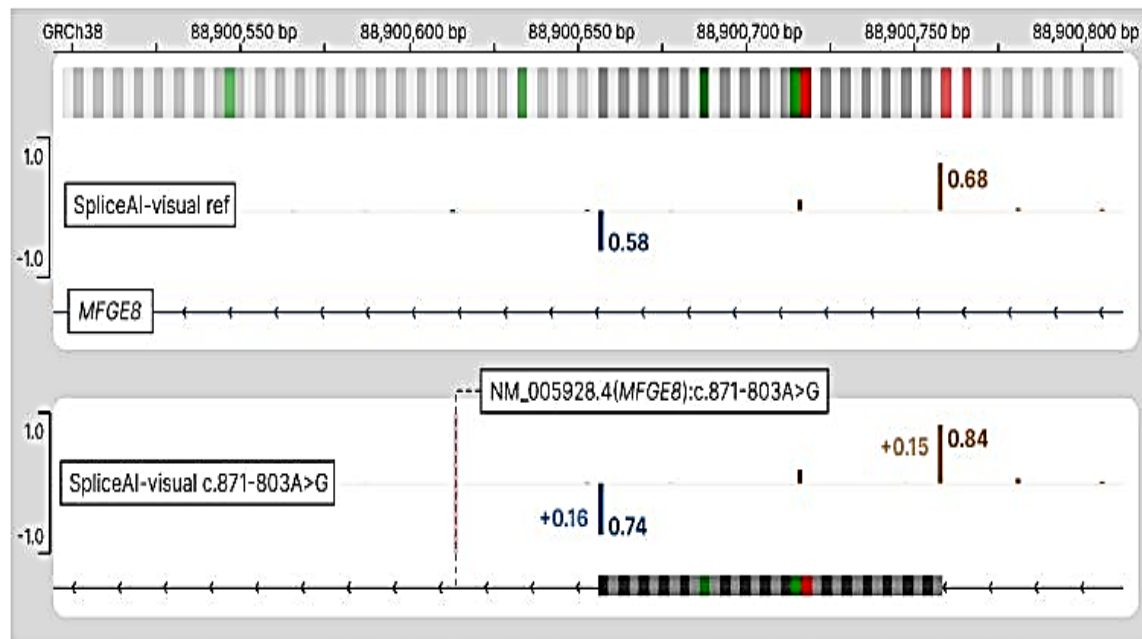 GRCh38 88,900,550 bp 88,900,600 bp 88,900,650 bp 88,900,700 bp 88,900,750 bp 88,900,800 bp
1.0
0.68
SpliceAI-visual ref
0.58
-1.0
MFGE8
NM_005928.4(MFGE8):c.871-803A>G
1.0
+0.15 0.84
SpliceAI-visual c.871-803A>G
+0.16 0.74
-1.0